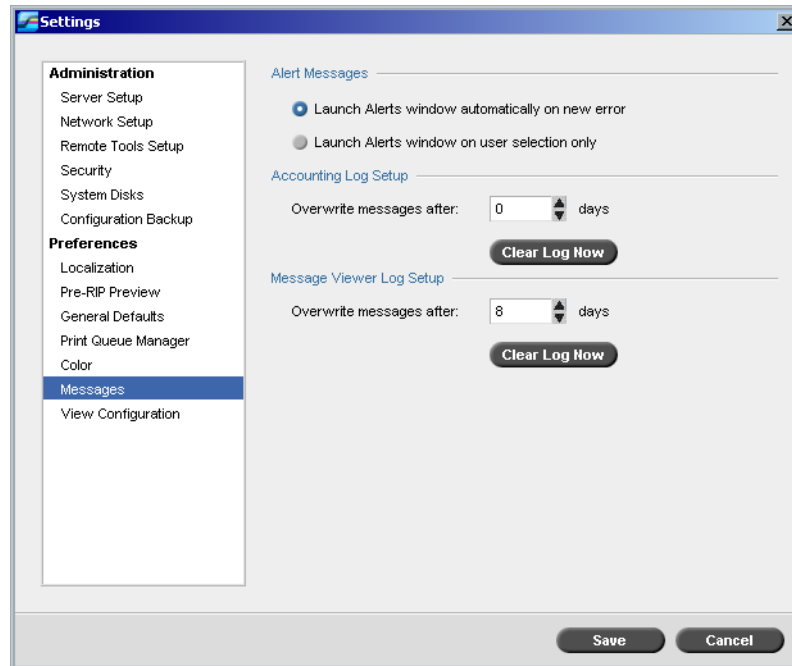 Settings
Administration
Server Setup
Network Setup
Remote Tools Setup
Security
System Disks
Configuration Backup
Preferences
Localization
Pre-RIP Preview
General Defaults
Print Queue Manager
Color
Messages
View Configuration
Alert Messages
Launch Alerts window automatically on new error
Launch Alerts window on user selection only
Accounting Log Setup
Overwrite messages after: 0 days
Clear Log Now
Message Viewer Log Setup
Overwrite messages after: 8 days
Clear Log Now
Save Cancel